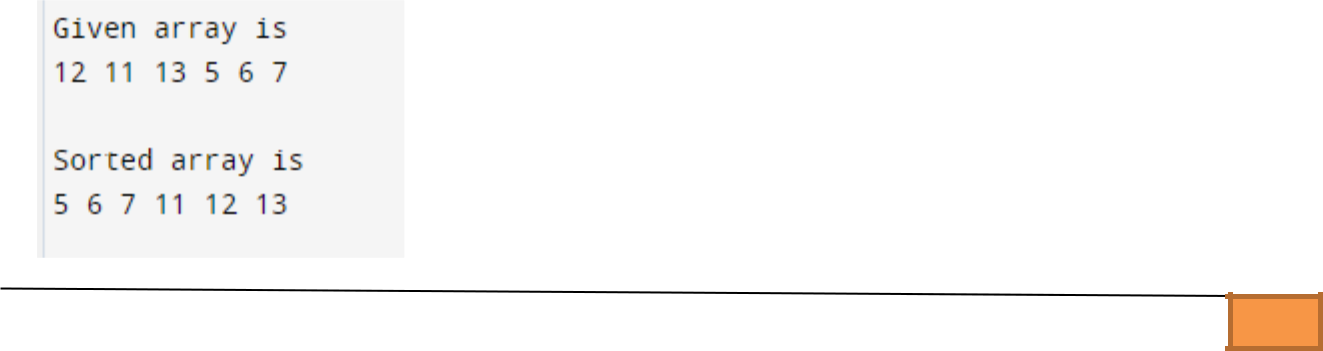 Given array is
12 11 13 5 6 7
Sorted array is
5 6 7 11 12 13